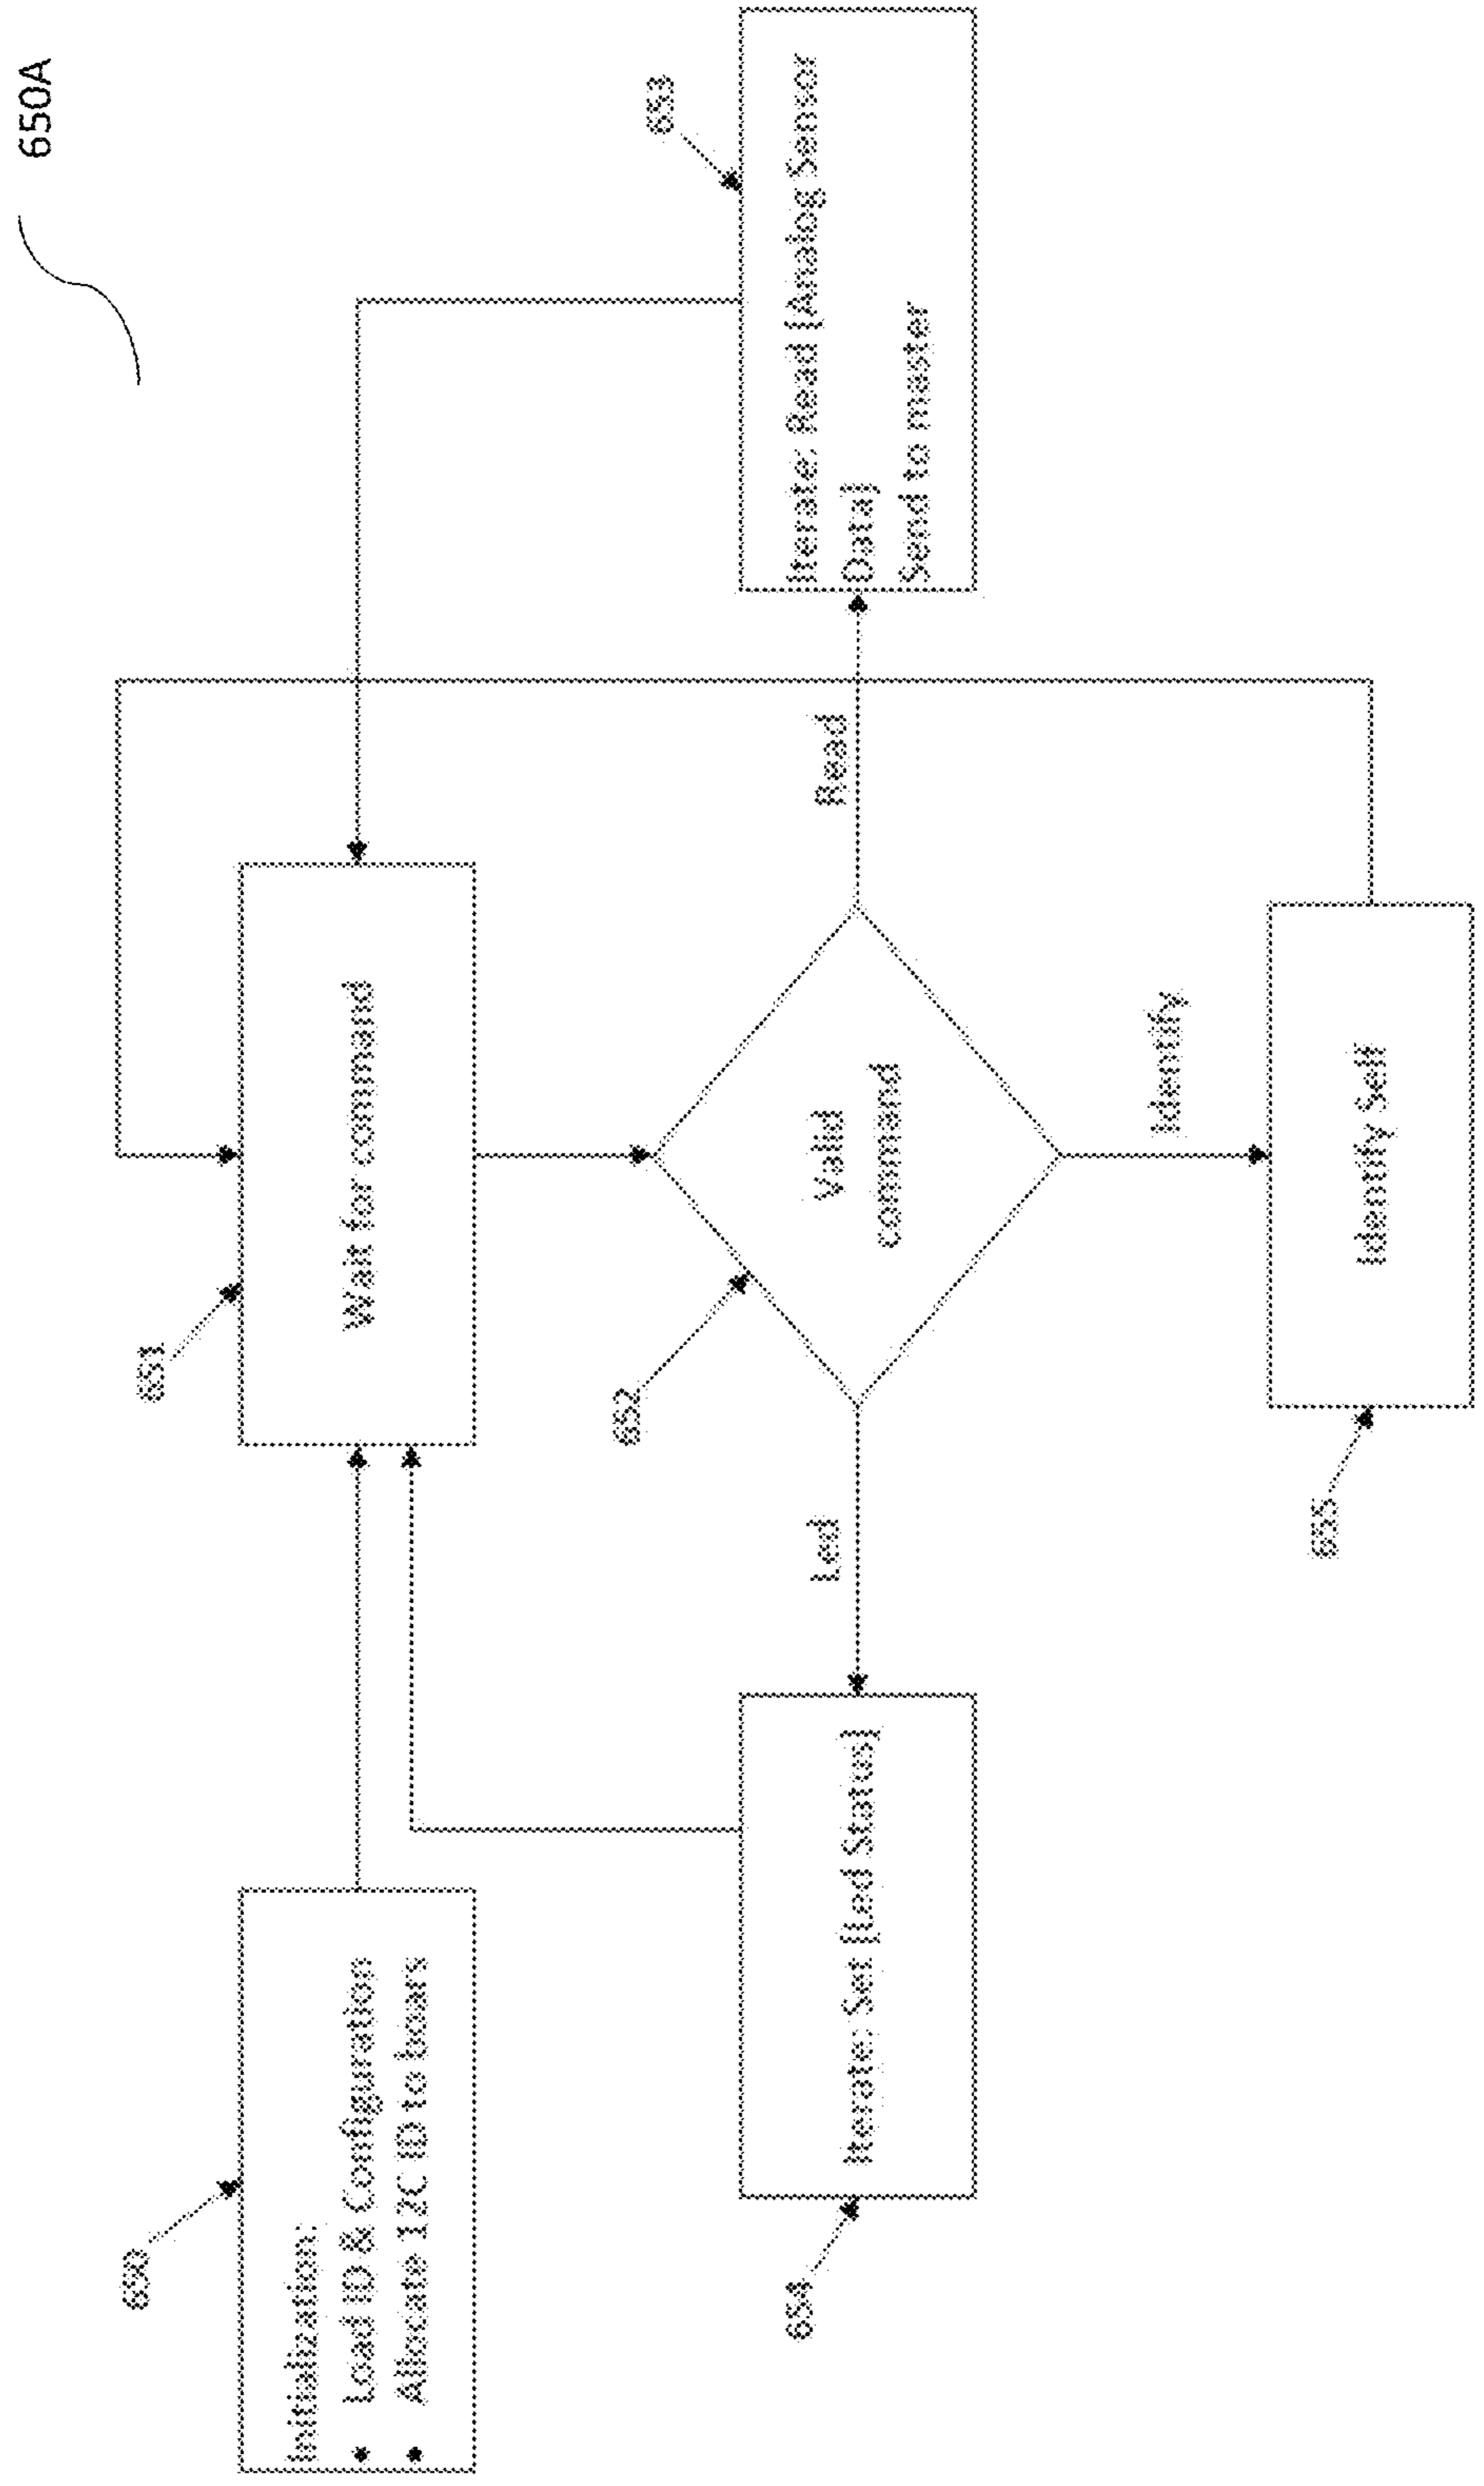 650A
650
Initialization:
• Load ID & Configuration
• Allocate I2C ID to boars
651
Wait for command
652
Valid
command
Led
Read
Identify
654
Iterate: Set [Led Status]
653
Iterate: Read [Analog Sensor
Data]
Send to master
655
Identify Self